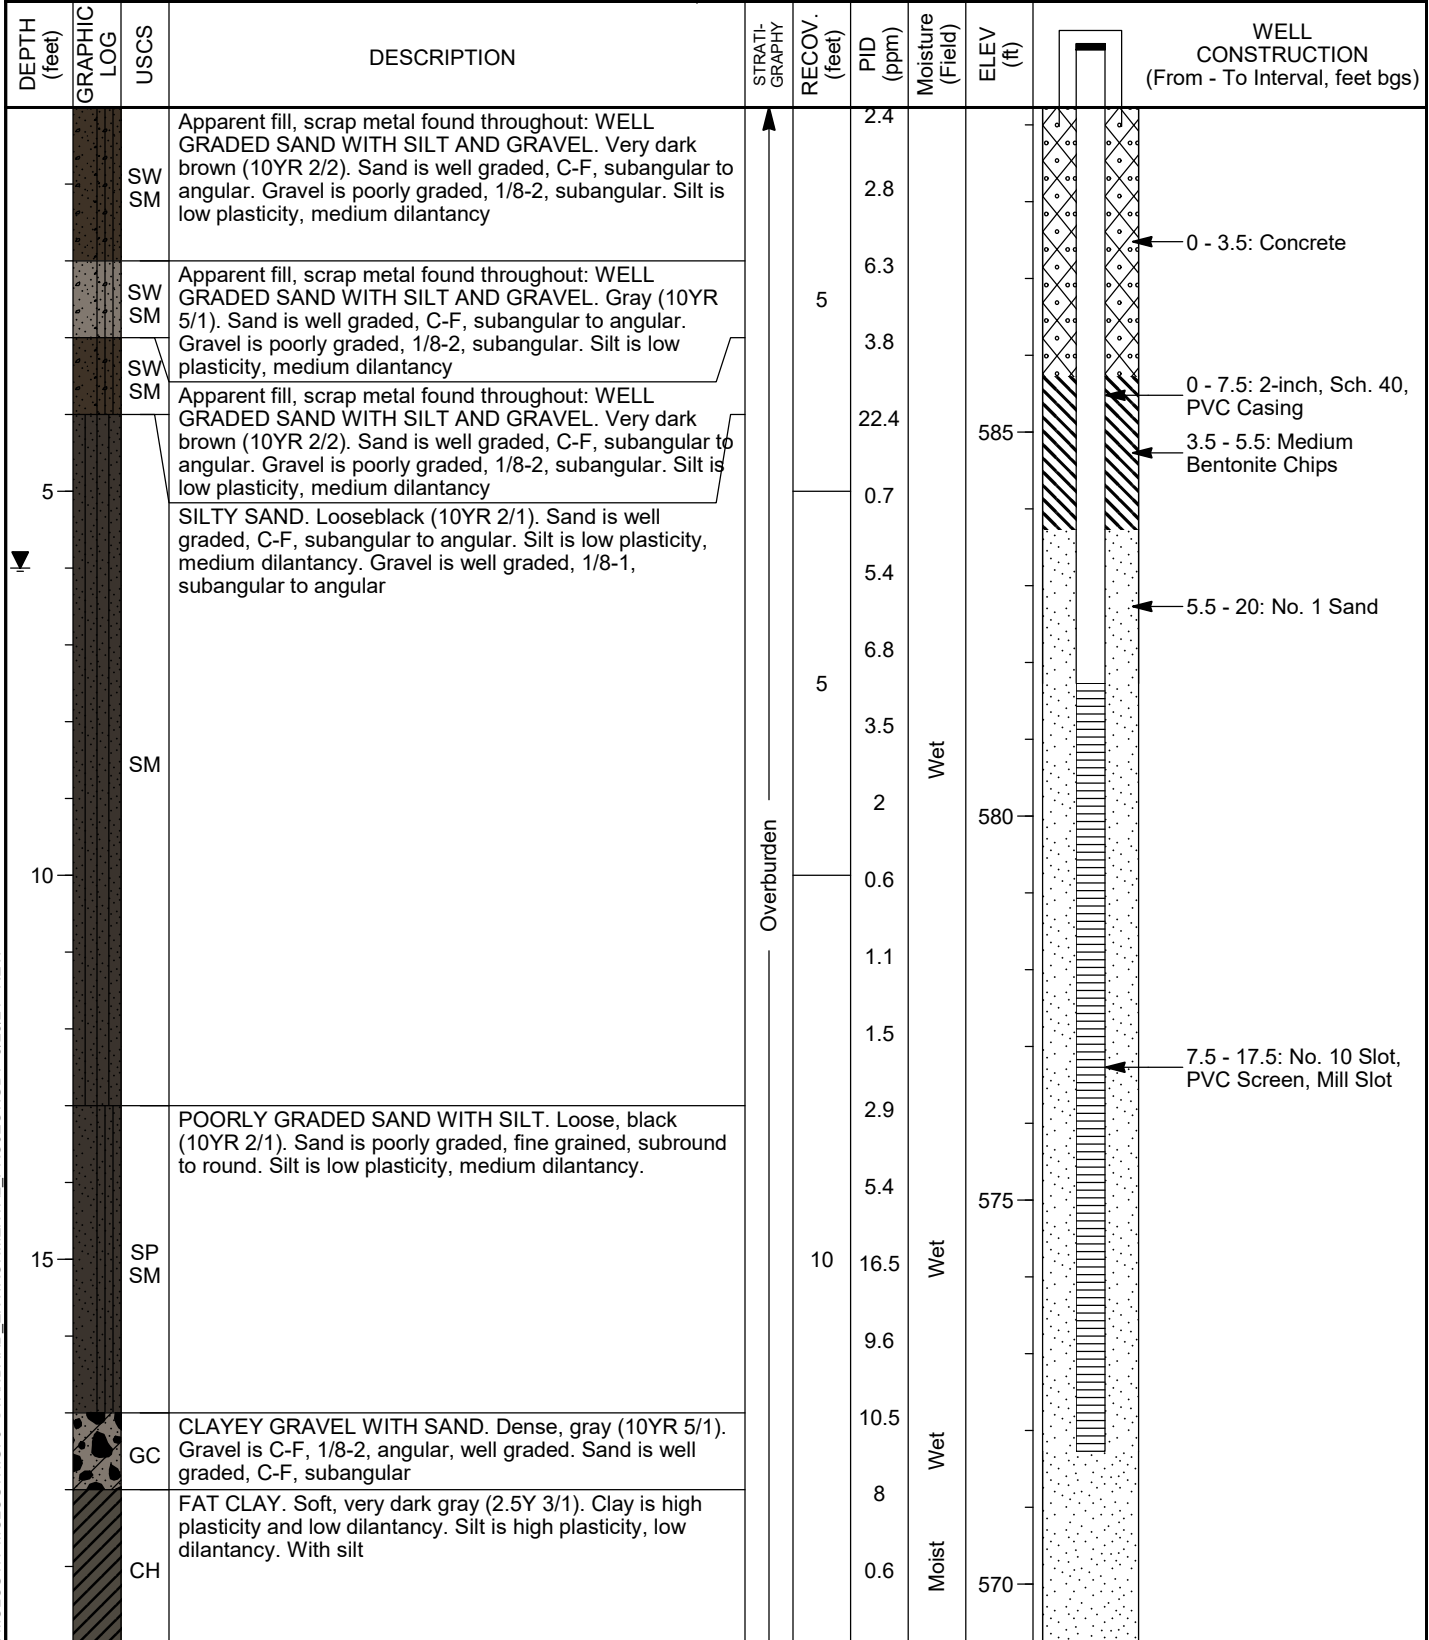 DEPTH
(feet)
GRAPHIC
LOG
USCS
DESCRIPTION
STRATI-
GRAPHY
RECOV.
(feet)
PID
(ppm)
Moisture
(Field)
ELEV
(ft)
WELL
CONSTRUCTION
(From - To Interval, feet bgs)
SW
SM
Apparent fill, scrap metal found throughout: WELL
GRADED SAND WITH SILT AND GRAVEL. Very dark
brown (10YR 2/2). Sand is well graded, C-F, subangular to
angular. Gravel is poorly graded, 1/8-2, subangular. Silt is
low plasticity, medium dilantancy
SW
SM
Apparent fill, scrap metal found throughout: WELL
GRADED SAND WITH SILT AND GRAVEL. Gray (10YR
5/1). Sand is well graded, C-F, subangular to angular.
Gravel is poorly graded, 1/8-2, subangular. Silt is low
plasticity, medium dilantancy
SW
SM
Apparent fill, scrap metal found throughout: WELL
GRADED SAND WITH SILT AND GRAVEL. Very dark
brown (10YR 2/2). Sand is well graded, C-F, subangular to
angular. Gravel is poorly graded, 1/8-2, subangular. Silt is
low plasticity, medium dilantancy
SM
SILTY SAND. Looseblack (10YR 2/1). Sand is well
graded, C-F, subangular to angular. Silt is low plasticity,
medium dilantancy. Gravel is well graded, 1/8-1,
subangular to angular
SP
SM
POORLY GRADED SAND WITH SILT. Loose, black
(10YR 2/1). Sand is poorly graded, fine grained, subround
to round. Silt is low plasticity, medium dilantancy.
GC
CLAYEY GRAVEL WITH SAND. Dense, gray (10YR 5/1).
Gravel is C-F, 1/8-2, angular, well graded. Sand is well
graded, C-F, subangular
CH
FAT CLAY. Soft, very dark gray (2.5Y 3/1). Clay is high
plasticity and low dilantancy. Silt is high plasticity, low
dilantancy. With silt
5
10
15
Overburden
5
5
10
2.4
2.8
6.3
3.8
22.4
0.7
5.4
6.8
3.5
2
0.6
1.1
1.5
2.9
5.4
16.5
9.6
10.5
8
0.6
Wet
Wet
Wet
Moist
585
580
575
570
0 - 3.5: Concrete
0 - 7.5: 2-inch, Sch. 40,
PVC Casing
3.5 - 5.5: Medium
Bentonite Chips
5.5 - 20: No. 1 Sand
7.5 - 17.5: No. 10 Slot,
PVC Screen, Mill Slot